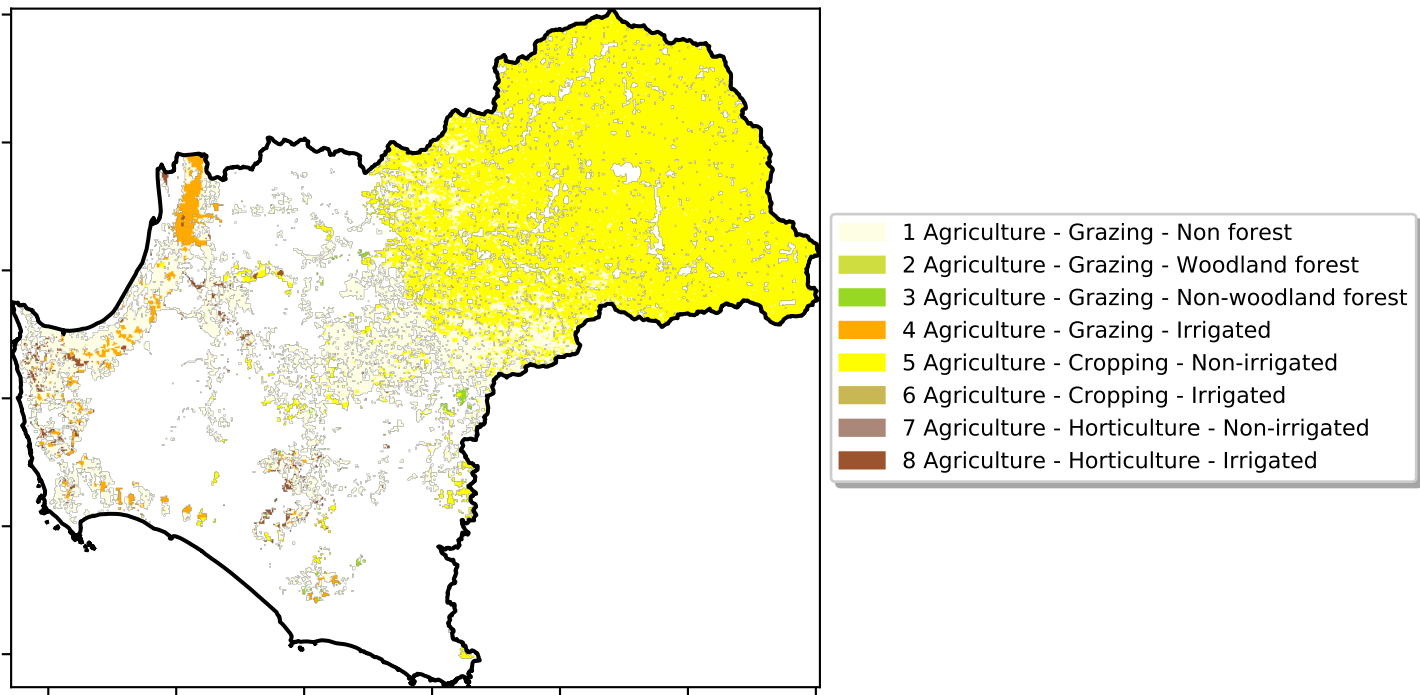 1 Agriculture - Grazing - Non forest
2 Agriculture - Grazing - Woodland forest
3 Agriculture - Grazing - Non-woodland forest
4 Agriculture - Grazing - Irrigated
5 Agriculture - Cropping - Non-irrigated
6 Agriculture - Cropping - Irrigated
7 Agriculture - Horticulture - Non-irrigated
8 Agriculture - Horticulture - Irrigated